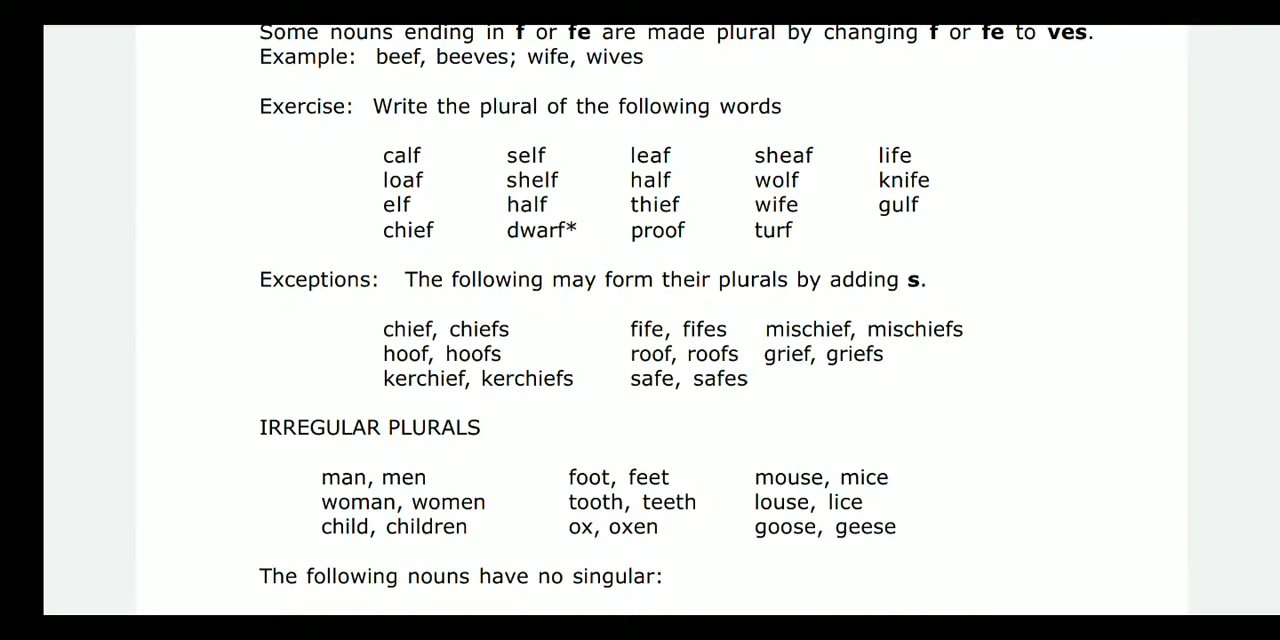 Some nouns ending in f or fe are made plural by changing f or fe to ves.
Example: beef, beeves; wife, wives
Exercise: Write the plural of the following words
calf self leaf sheaf life
loaf shelf half wolf knife
elf half thief wife gulf
chief dwarf* proof turf
Exceptions: The following may form their plurals by adding s.
chief, chiefs fife, fifes mischief, mischiefs
hoof, hoofs roof, roofs grief, griefs
kerchief, kerchiefs safe, safes
IRREGULAR PLURALS
man, men foot, feet mouse, mice
woman, women tooth, teeth louse, lice
child, children ox, oxen goose, geese
The following nouns have no singular: